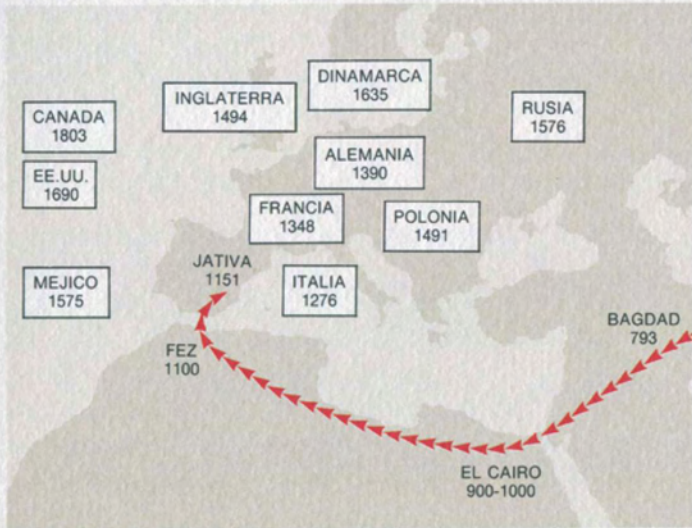 DINAMARCA
1635
INGLATERRA
1494
RUSIA
1576
CANADA
1803
ALEMANIA
1390
EE.UU.
1690
FRANCIA
1348
POLONIA
1491
JATIVA
1151
MEJICO
1575
ITALIA
1276
BAGDAD
793
FEZ
1100
EL CAIRO
900-1000